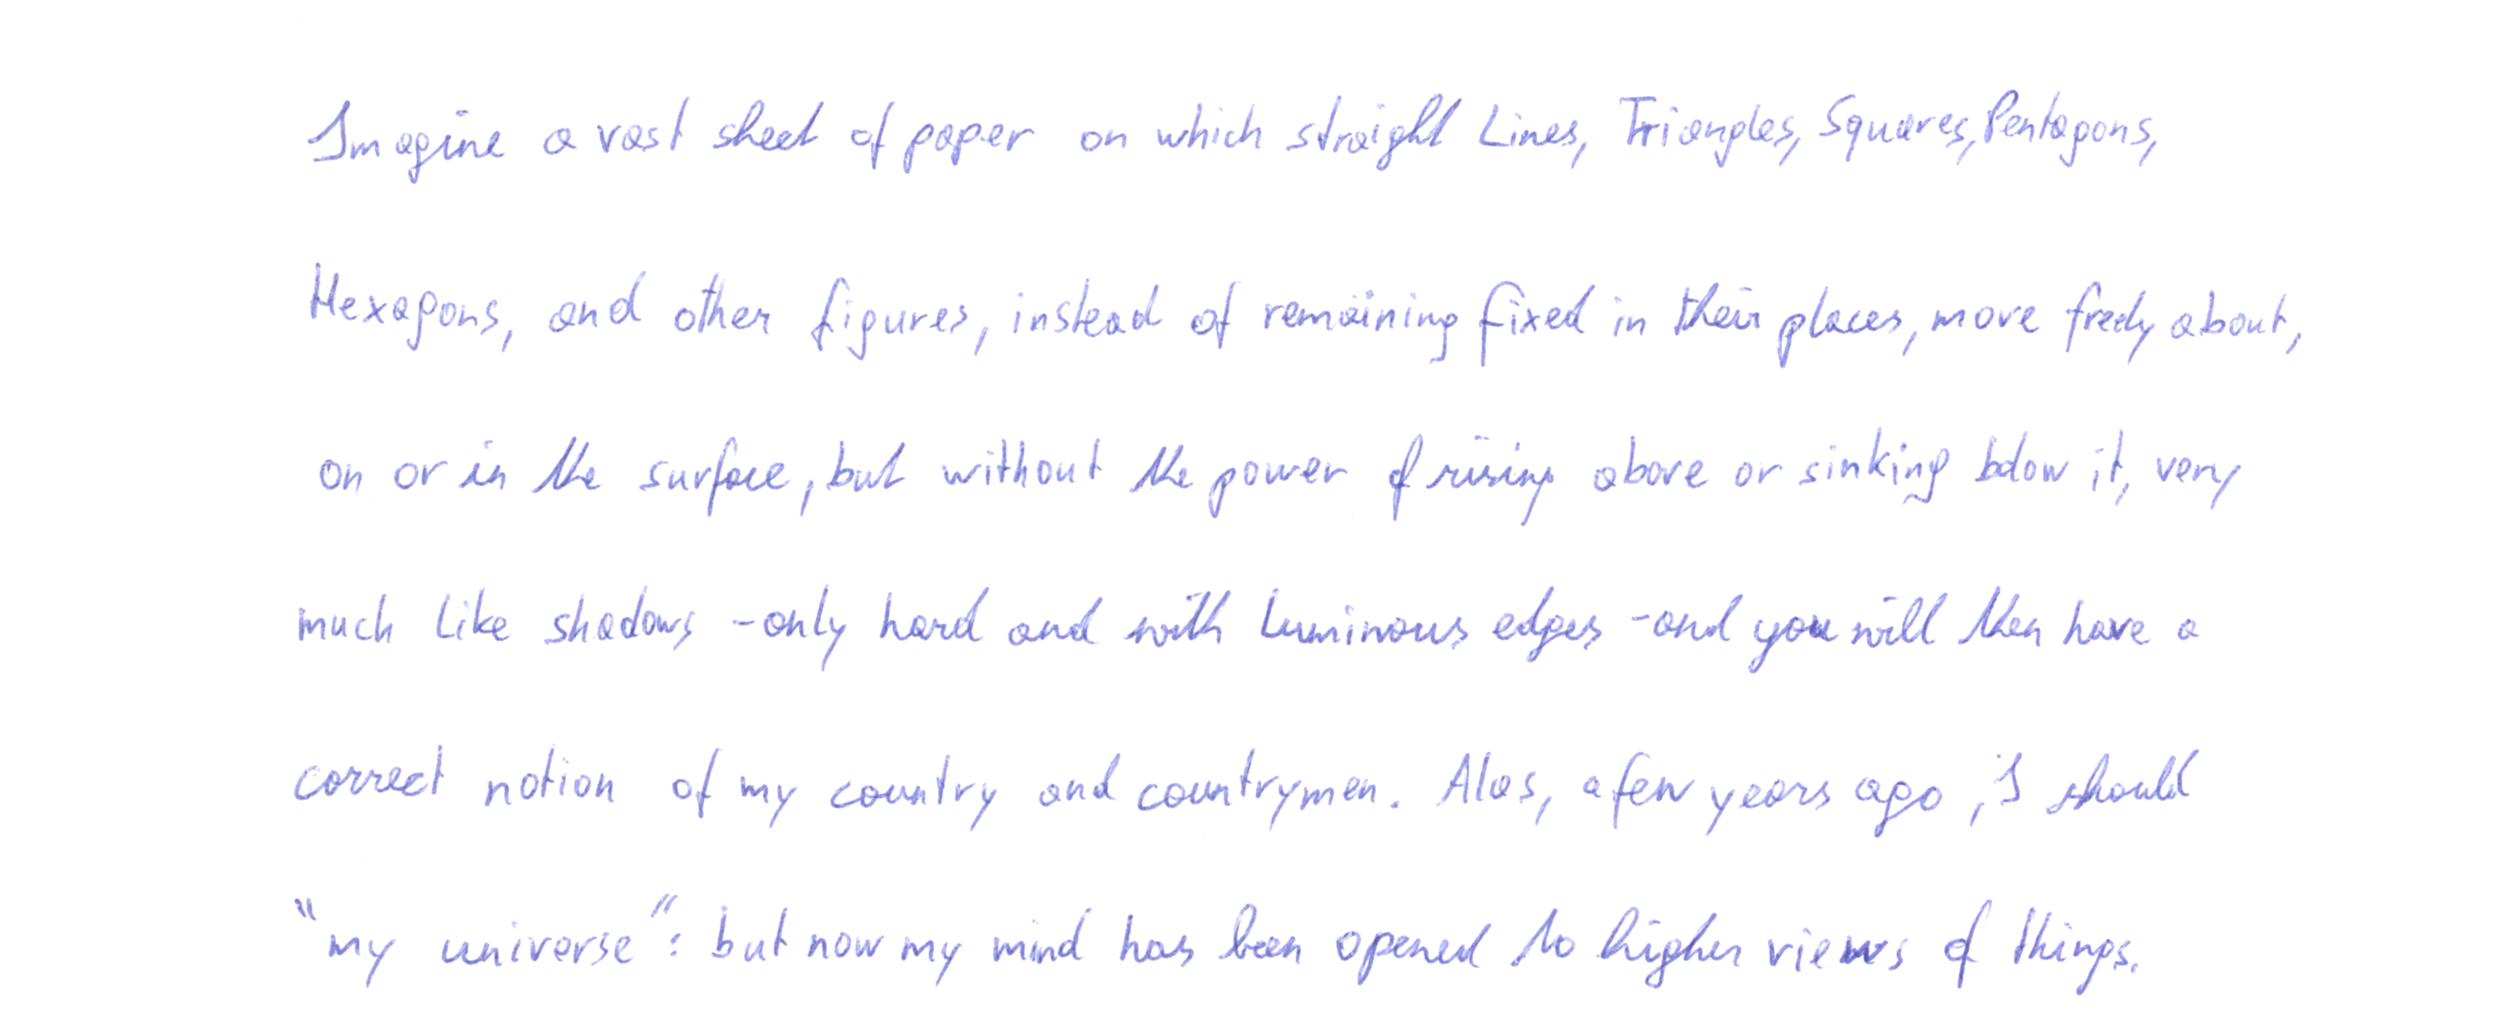 Imagine a vast sheet of paper on which straight Lines, Triangles, Squares, Pentagons,
Hexagons, and other figures, instead of remaining fixed in their places, move freely about,
on or in the surface, but without the power of rising above or sinking below it, very
much like shadows - only hard and with luminous edges - and you will then have a
correct notion of my country and countrymen. Alas, a few years ago, I should
"my universe": but now my mind has been opened to higher views of things.